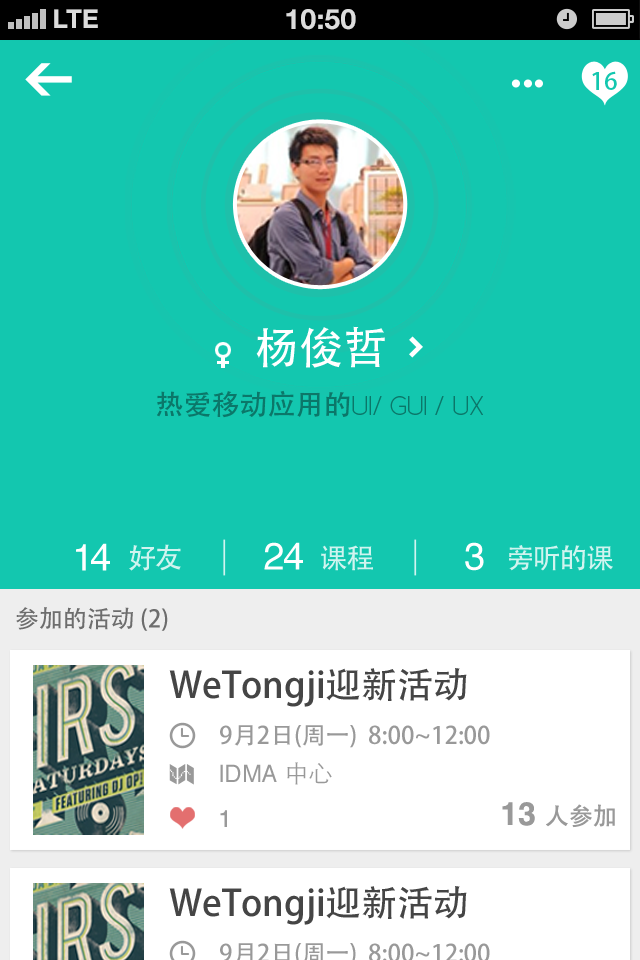 LTE 10:50
16
杨俊哲
热爱移动应用的UI/ GUI / UX
14 好友 24 课程 3 旁听的课
参加的活动 (2)
WeTongji迎新活动
9月2日(周一) 8:00~12:00
IDMA 中心
1
13 人参加
IRS
ATURDAYS
FEATURING DJ OP!
WeTongji迎新活动
9月2日(周一) 8:00~12:00
IRS